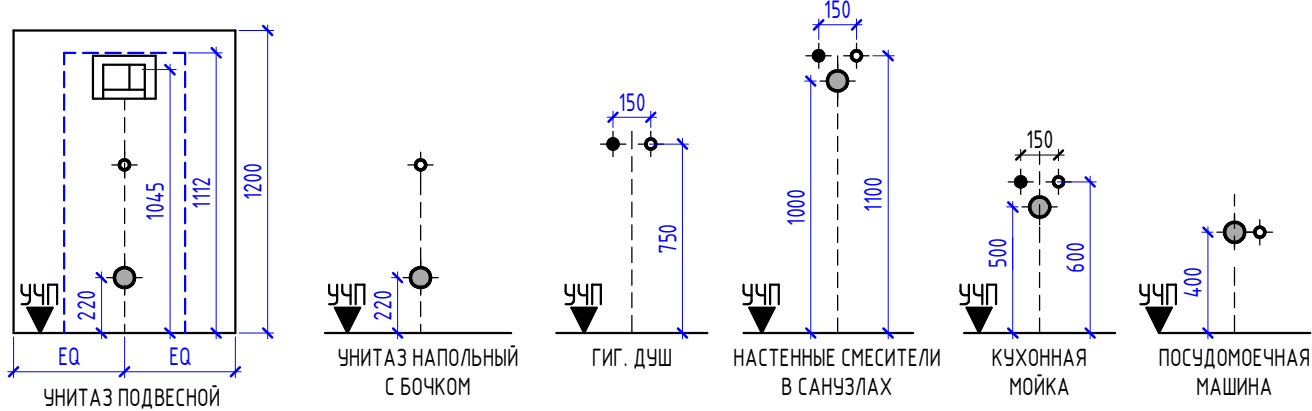 1045
1112
1200
220
УЧП
EQ
EQ
УНИТАЗ ПОДВЕСНОЙ
УЧП
220
УНИТАЗ НАПОЛЬНЫЙ
С БОЧКОМ
150
750
УЧП
ГИГ. ДУШ
150
1000
1100
УЧП
НАСТЕННЫЕ СМЕСИТЕЛИ
В САНУЗЛАХ
150
500
600
УЧП
КУХОННАЯ
МОЙКА
400
УЧП
ПОСУДОМОЕЧНАЯ
МАШИНА